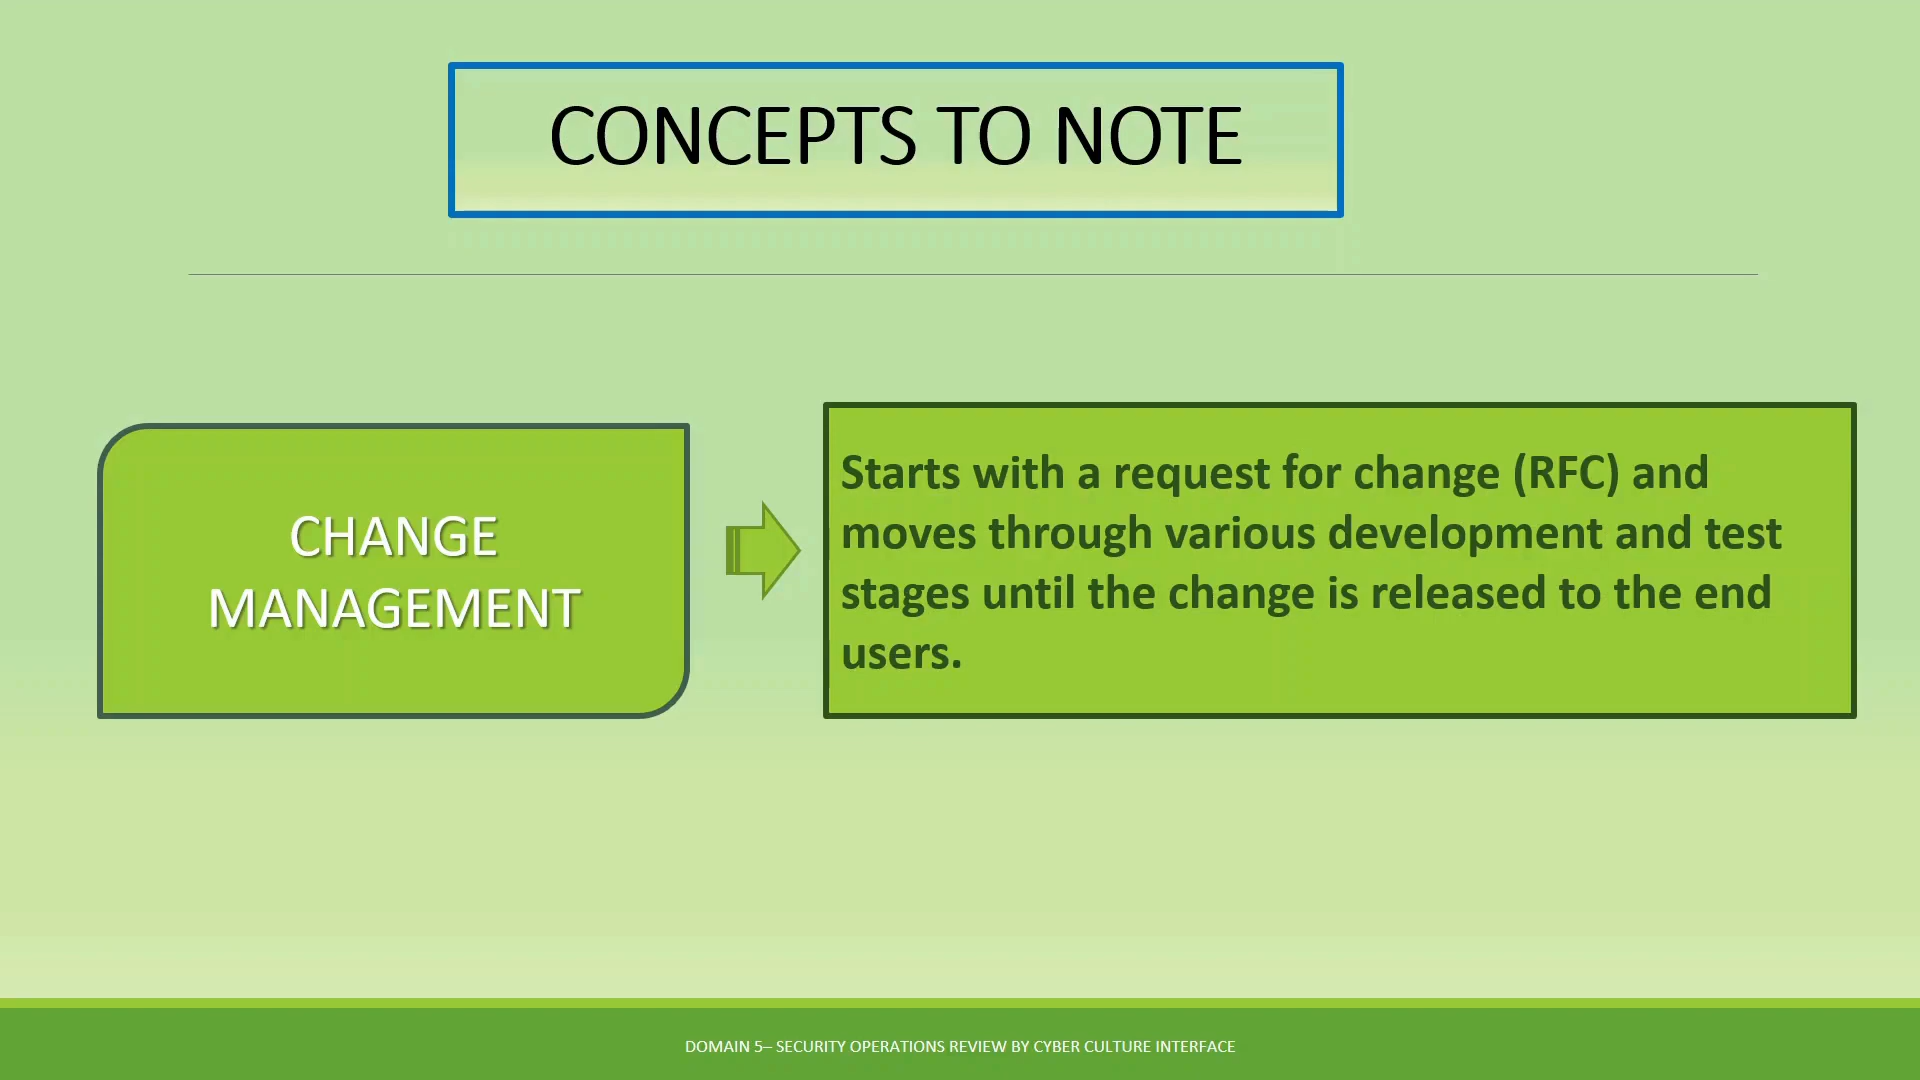 CONCEPTS TO NOTE
CHANGE
MANAGEMENT
Starts with a request for change (RFC) and
moves through various development and test
stages until the change is released to the end
users.
DOMAIN 5– SECURITY OPERATIONS REVIEW BY CYBER CULTURE INTERFACE